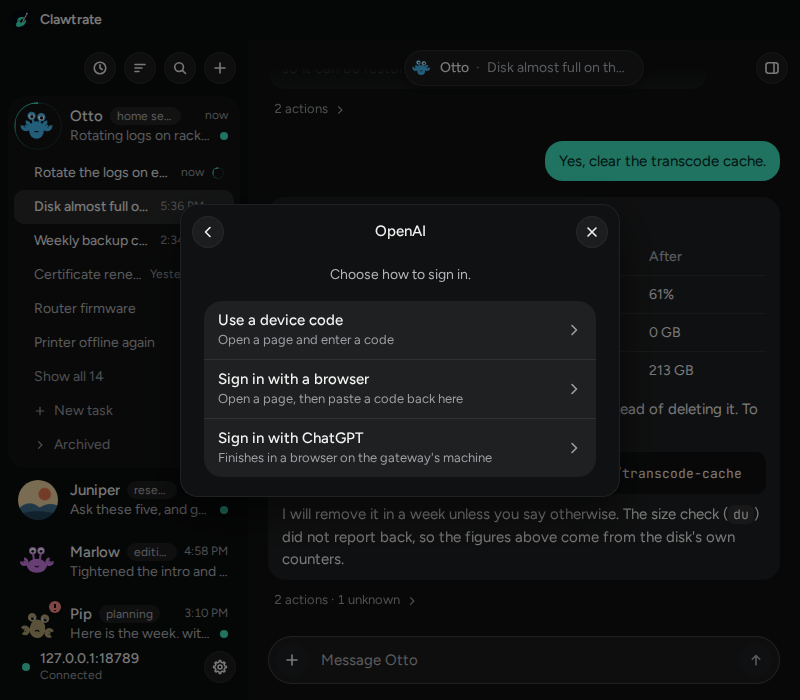 Clawtrate
Otto home se... now
Rotating logs on rack...
Rotate the logs on e... now
Disk almost full o... 5:36 PM
Weekly backup c... 2:34
Certificate rene... Yeste
Router firmware
Printer offline again
Show all 14
+ New task
Archived
Juniper rese...
Ask these five, and g...
Marlow editi... 4:58 PM
Tightened the intro and ...
Pip planning 3:10 PM
Here is the week. wit...
127.0.0.1:18789
Connected
Otto · Disk almost full on th...
2 actions
Yes, clear the transcode cache.
After
61%
0 GB
213 GB
ead of deleting it. To
/transcode-cache
I will remove it in a week unless you say otherwise. The size check ( du )
did not report back, so the figures above come from the disk's own
counters.
2 actions · 1 unknown
Message Otto
OpenAI
Choose how to sign in.
Use a device code
Open a page and enter a code
Sign in with a browser
Open a page, then paste a code back here
Sign in with ChatGPT
Finishes in a browser on the gateway's machine